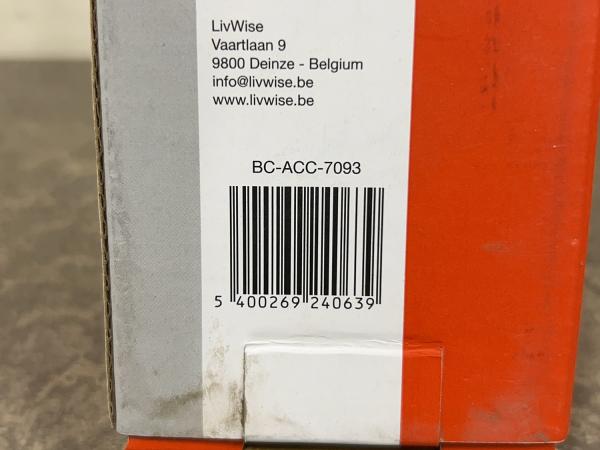 LivWise
Vaartlaan 9
9800 Deinze - Belgium
info@livwise.be
www.livwise.be
BC-ACC-7093
5 400269 240639